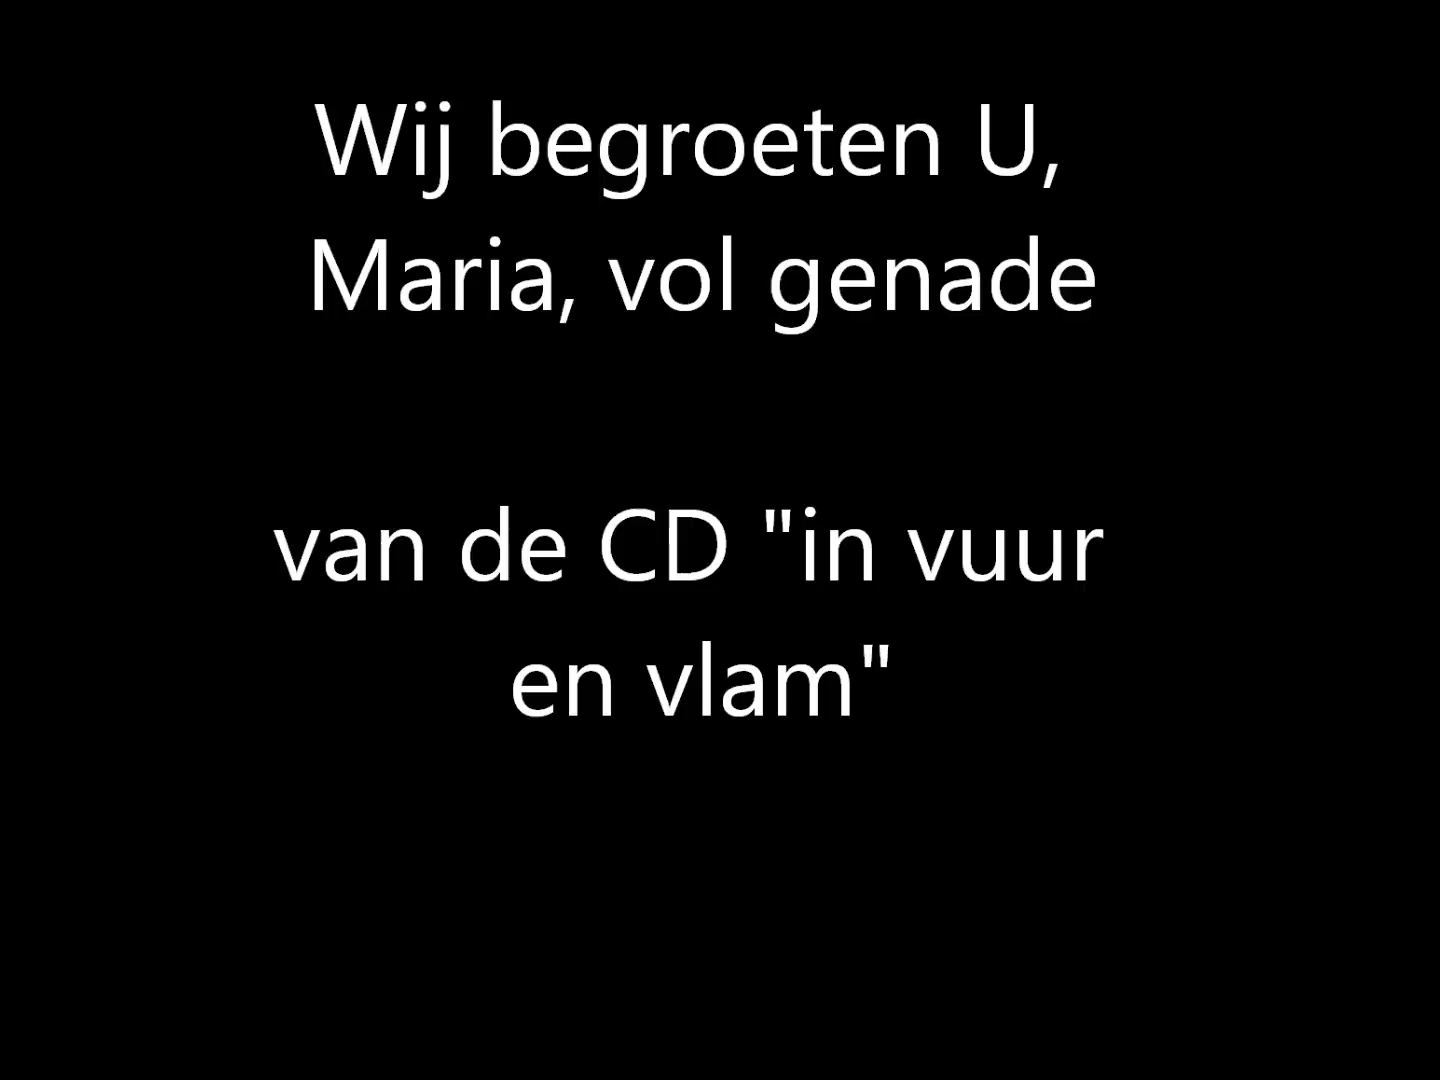 Wij begroeten U,
Maria, vol genade
van de CD "in vuur
en vlam"